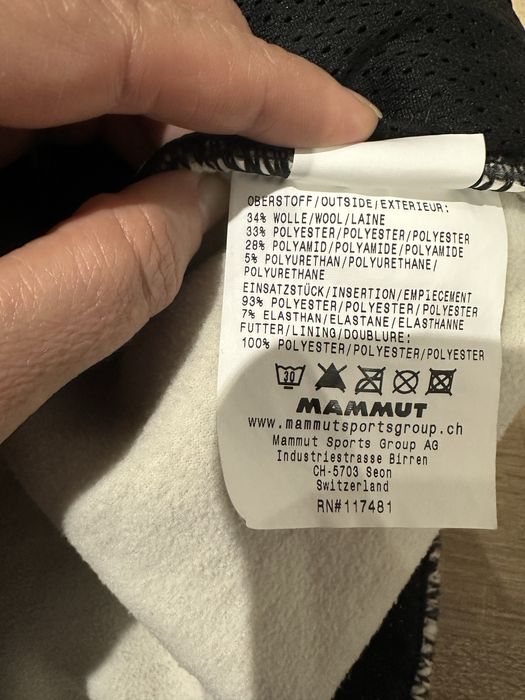 OBERSTOFF/OUTSIDE/EXTERIEUR:
34% WOLLE/WOOL/LAINE
33% POLYESTER/POLYESTER/POLYESTER
28% POLYAMID/POLYAMIDE/POLYAMIDE
5% POLYURETHAN/POLYURETHANE/
POLYURETHANE
EINSATZSTÜCK/INSERTION/EMPIECEMENT
93% POLYESTER/POLYESTER/POLYESTER
7% ELASTHAN/ELASTANE/ELASTHANNE
FUTTER/LINING/DOUBLURE:
100% POLYESTER/POLYESTER/POLYESTER
30
MAMMUT
www.mammutsportsgroup.ch
Mammut Sports Group AG
Industriestrasse Birren
CH-5703 Seon
Switzerland
RN#117481